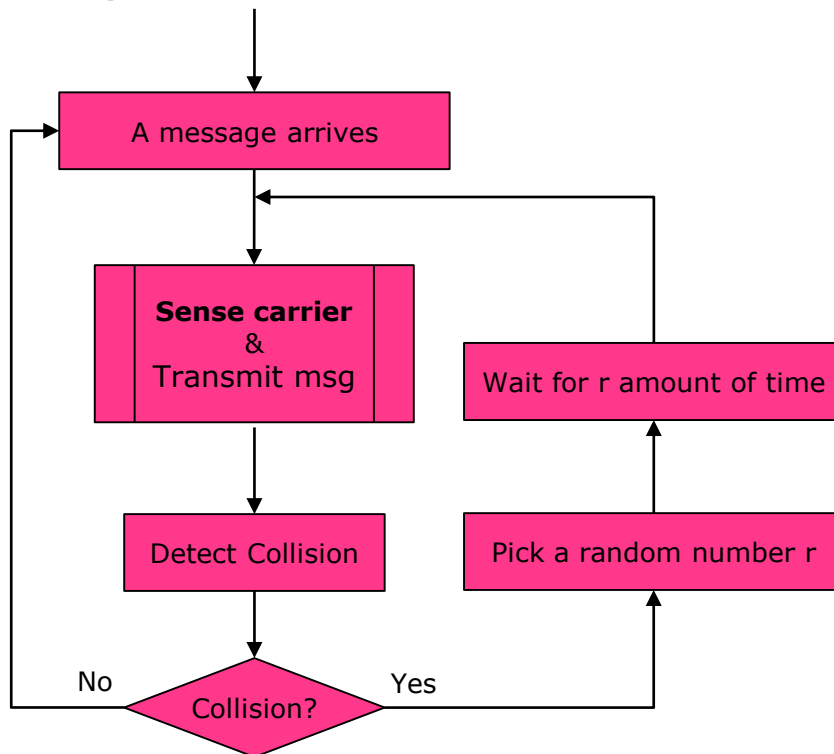 A message arrives
Sense carrier
&
Transmit msg
Wait for r amount of time
Detect Collision
Pick a random number r
No
Yes
Collision?